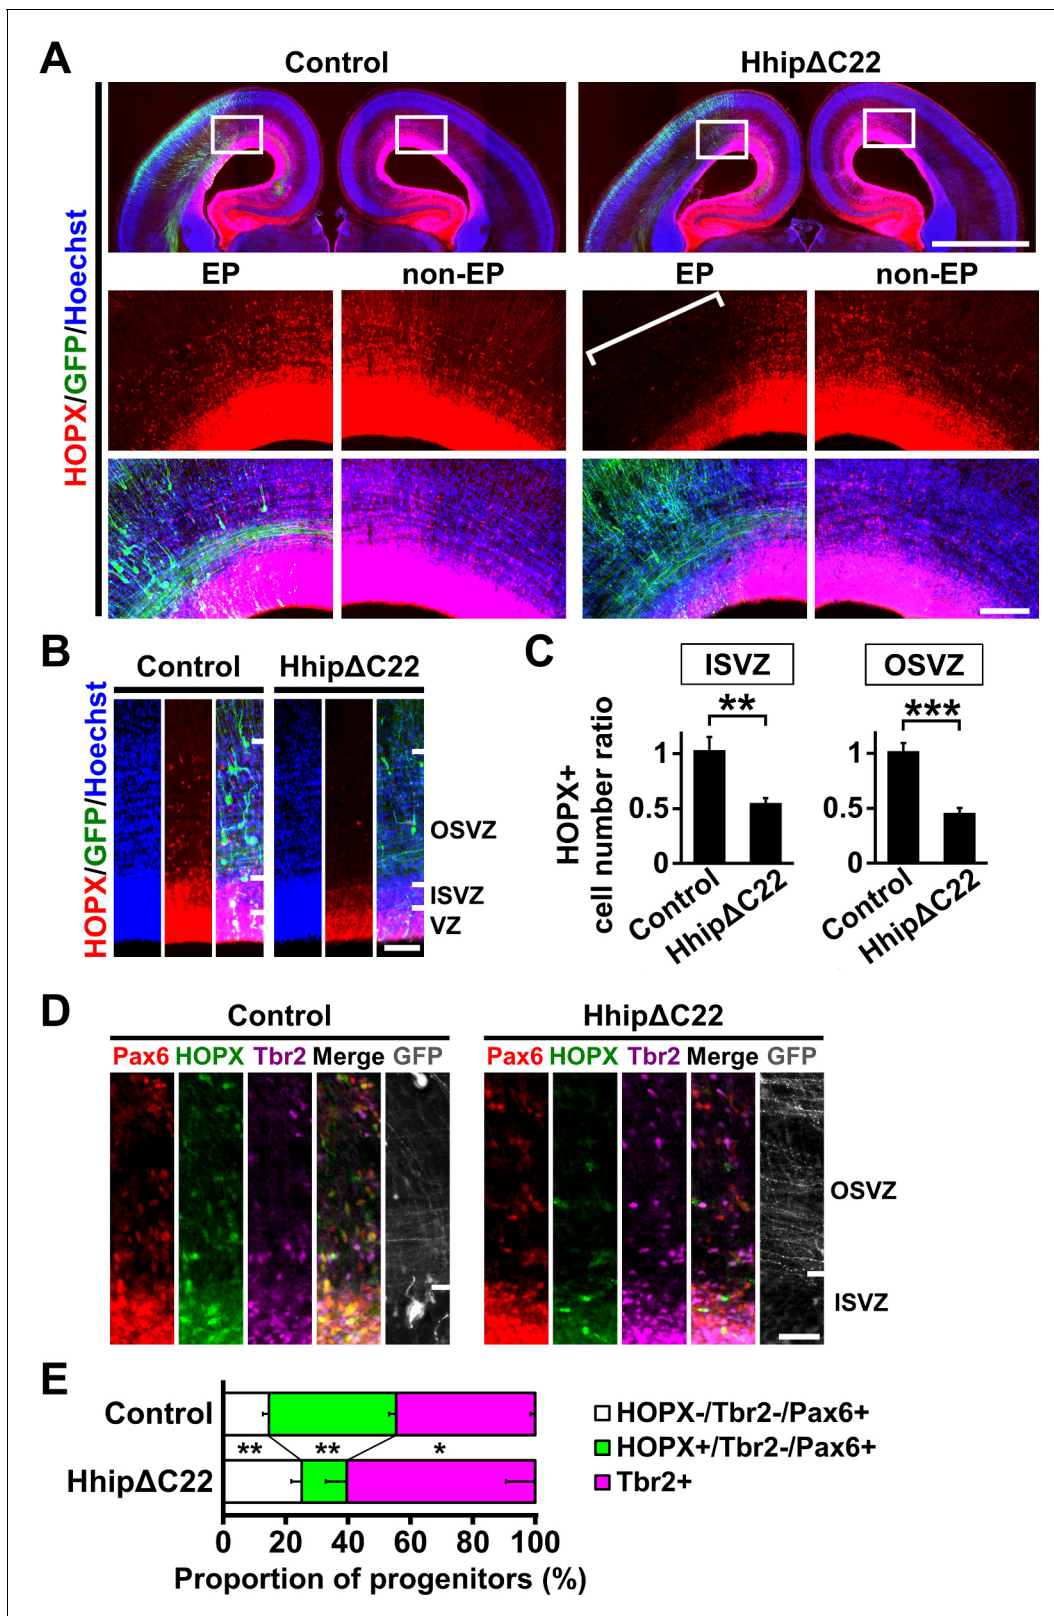 A
Control
HhipΔC22
HOPX/GFP/Hoechst
EP
non-EP
EP
non-EP
B
Control
HhipΔC22
HOPX/GFP/Hoechst
OSVZ
ISVZ
VZ
C
ISVZ
OSVZ
**
***
HOPX+
cell number ratio
1
0.5
0
1
0.5
0
Control
HhipΔC22
Control
HhipΔC22
D
Control
HhipΔC22
Pax6 HOPX Tbr2 Merge GFP
Pax6 HOPX Tbr2 Merge GFP
OSVZ
ISVZ
E
Control
** ** *
HhipΔC22
0 20 40 60 80 100
Proportion of progenitors (%)
HOPX-/Tbr2-/Pax6+
HOPX+/Tbr2-/Pax6+
Tbr2+